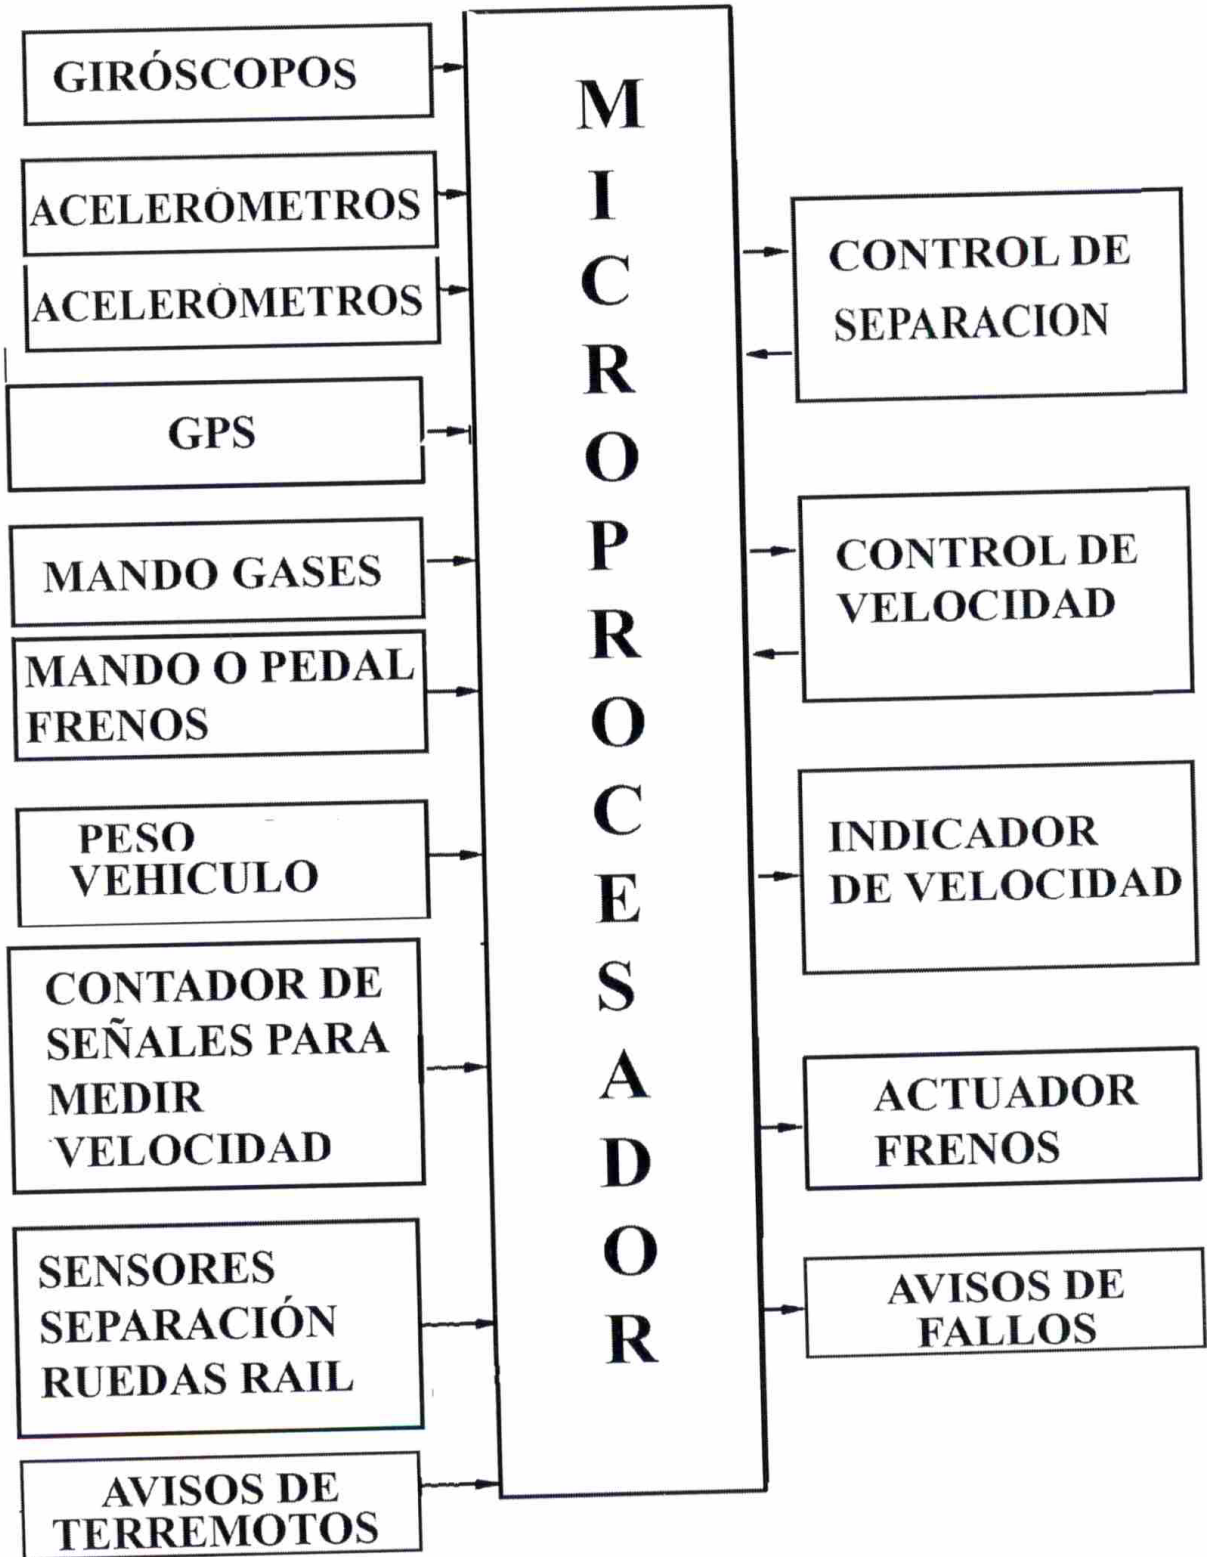 GIRÓSCOPOS
ACELERÓMETROS
ACELERÓMETROS
GPS
MANDO GASES
MANDO O PEDAL
FRENOS
PESO
VEHICULO
CONTADOR DE
SEÑALES PARA
MEDIR
VELOCIDAD
SENSORES
SEPARACIÓN
RUEDAS RAIL
AVISOS DE
TERREMOTOS
M
I
C
R
O
P
R
O
C
E
S
A
D
O
R
CONTROL DE
SEPARACION
CONTROL DE
VELOCIDAD
INDICADOR
DE VELOCIDAD
ACTUADOR
FRENOS
AVISOS DE
FALLOS